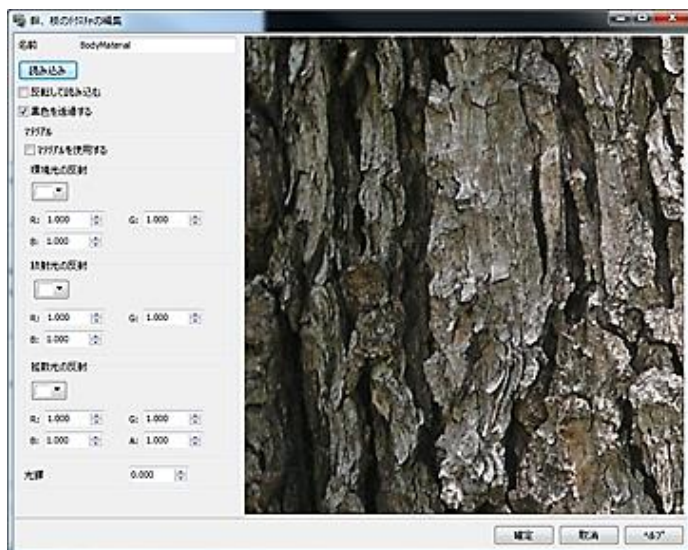 幹、枝のテクスチャの編集
名前 BodyMaterial
読み込み
反転して読み込む
黒色を透過する
マテリアル
マテリアルを使用する
環境光の反射
R: 1.000 G: 1.000
B: 1.000
放射光の反射
R: 1.000 G: 1.000
B: 1.000
拡散光の反射
R: 1.000 G: 1.000
B: 1.000 A: 1.000
光輝 0.000
確定 取消 ヘルプ